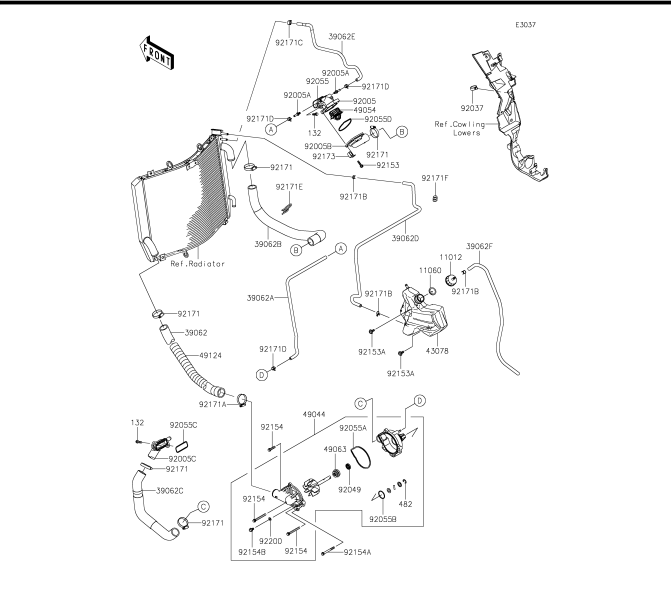 E3037
FRONT
92171C
39062E
92005A
92055
92171D
92005A
92005
49054
92171D
92055D
A
132
B
92037
Ref.Cowling
Lowers
92005B
92173
92171
92153
92171
92171E
92171B
92171F
39062B
B
A
39062D
39062F
Ref.Radiator
11012
11060
39062A
92171B
92171B
92171
39062
49124
92171D
92153A
43078
D
92153A
92171A
C
D
49044
132
92055C
92154
92055A
49063
92005C
92171
39062C
92049
92154
482
C
92055B
92171
92200
92154B
92154
92154A